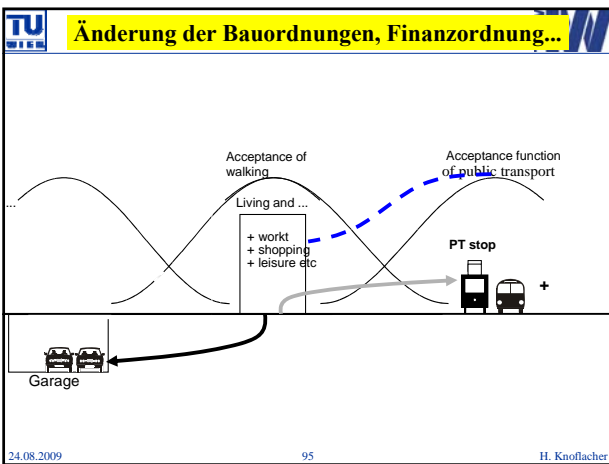 TU
WIEN
Änderung der Bauordnungen, Finanzordnung...
Acceptance of
walking
Acceptance function
of public transport
...
Living and ...
+ workt
+ shopping
+ leisure etc
PT stop
+
Garage
24.08.2009
95
H. Knoflacher